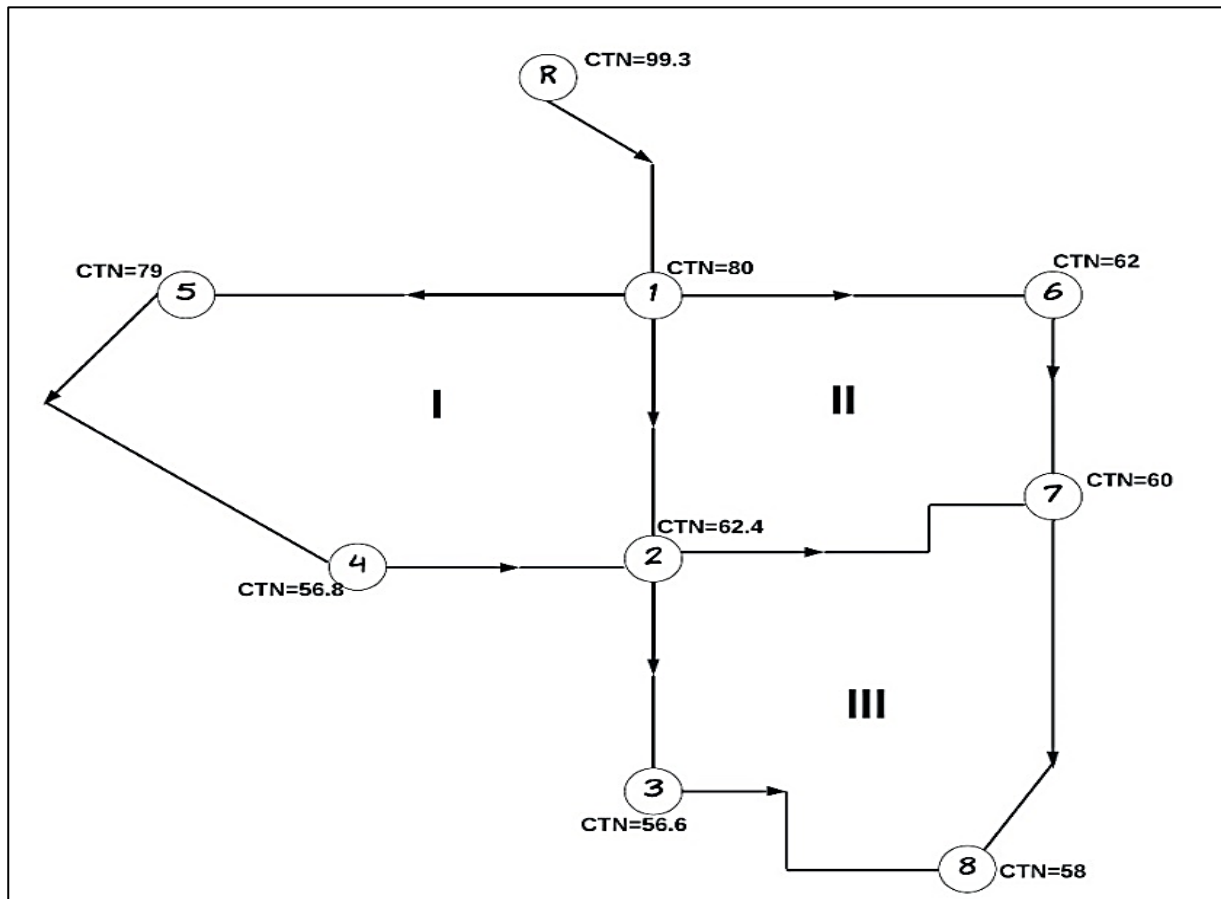 R
CTN=99.3
CTN=79
5
1
CTN=80
6
CTN=62
I
II
7
CTN=60
2
CTN=62.4
4
CTN=56.8
III
3
CTN=56.6
8
CTN=58